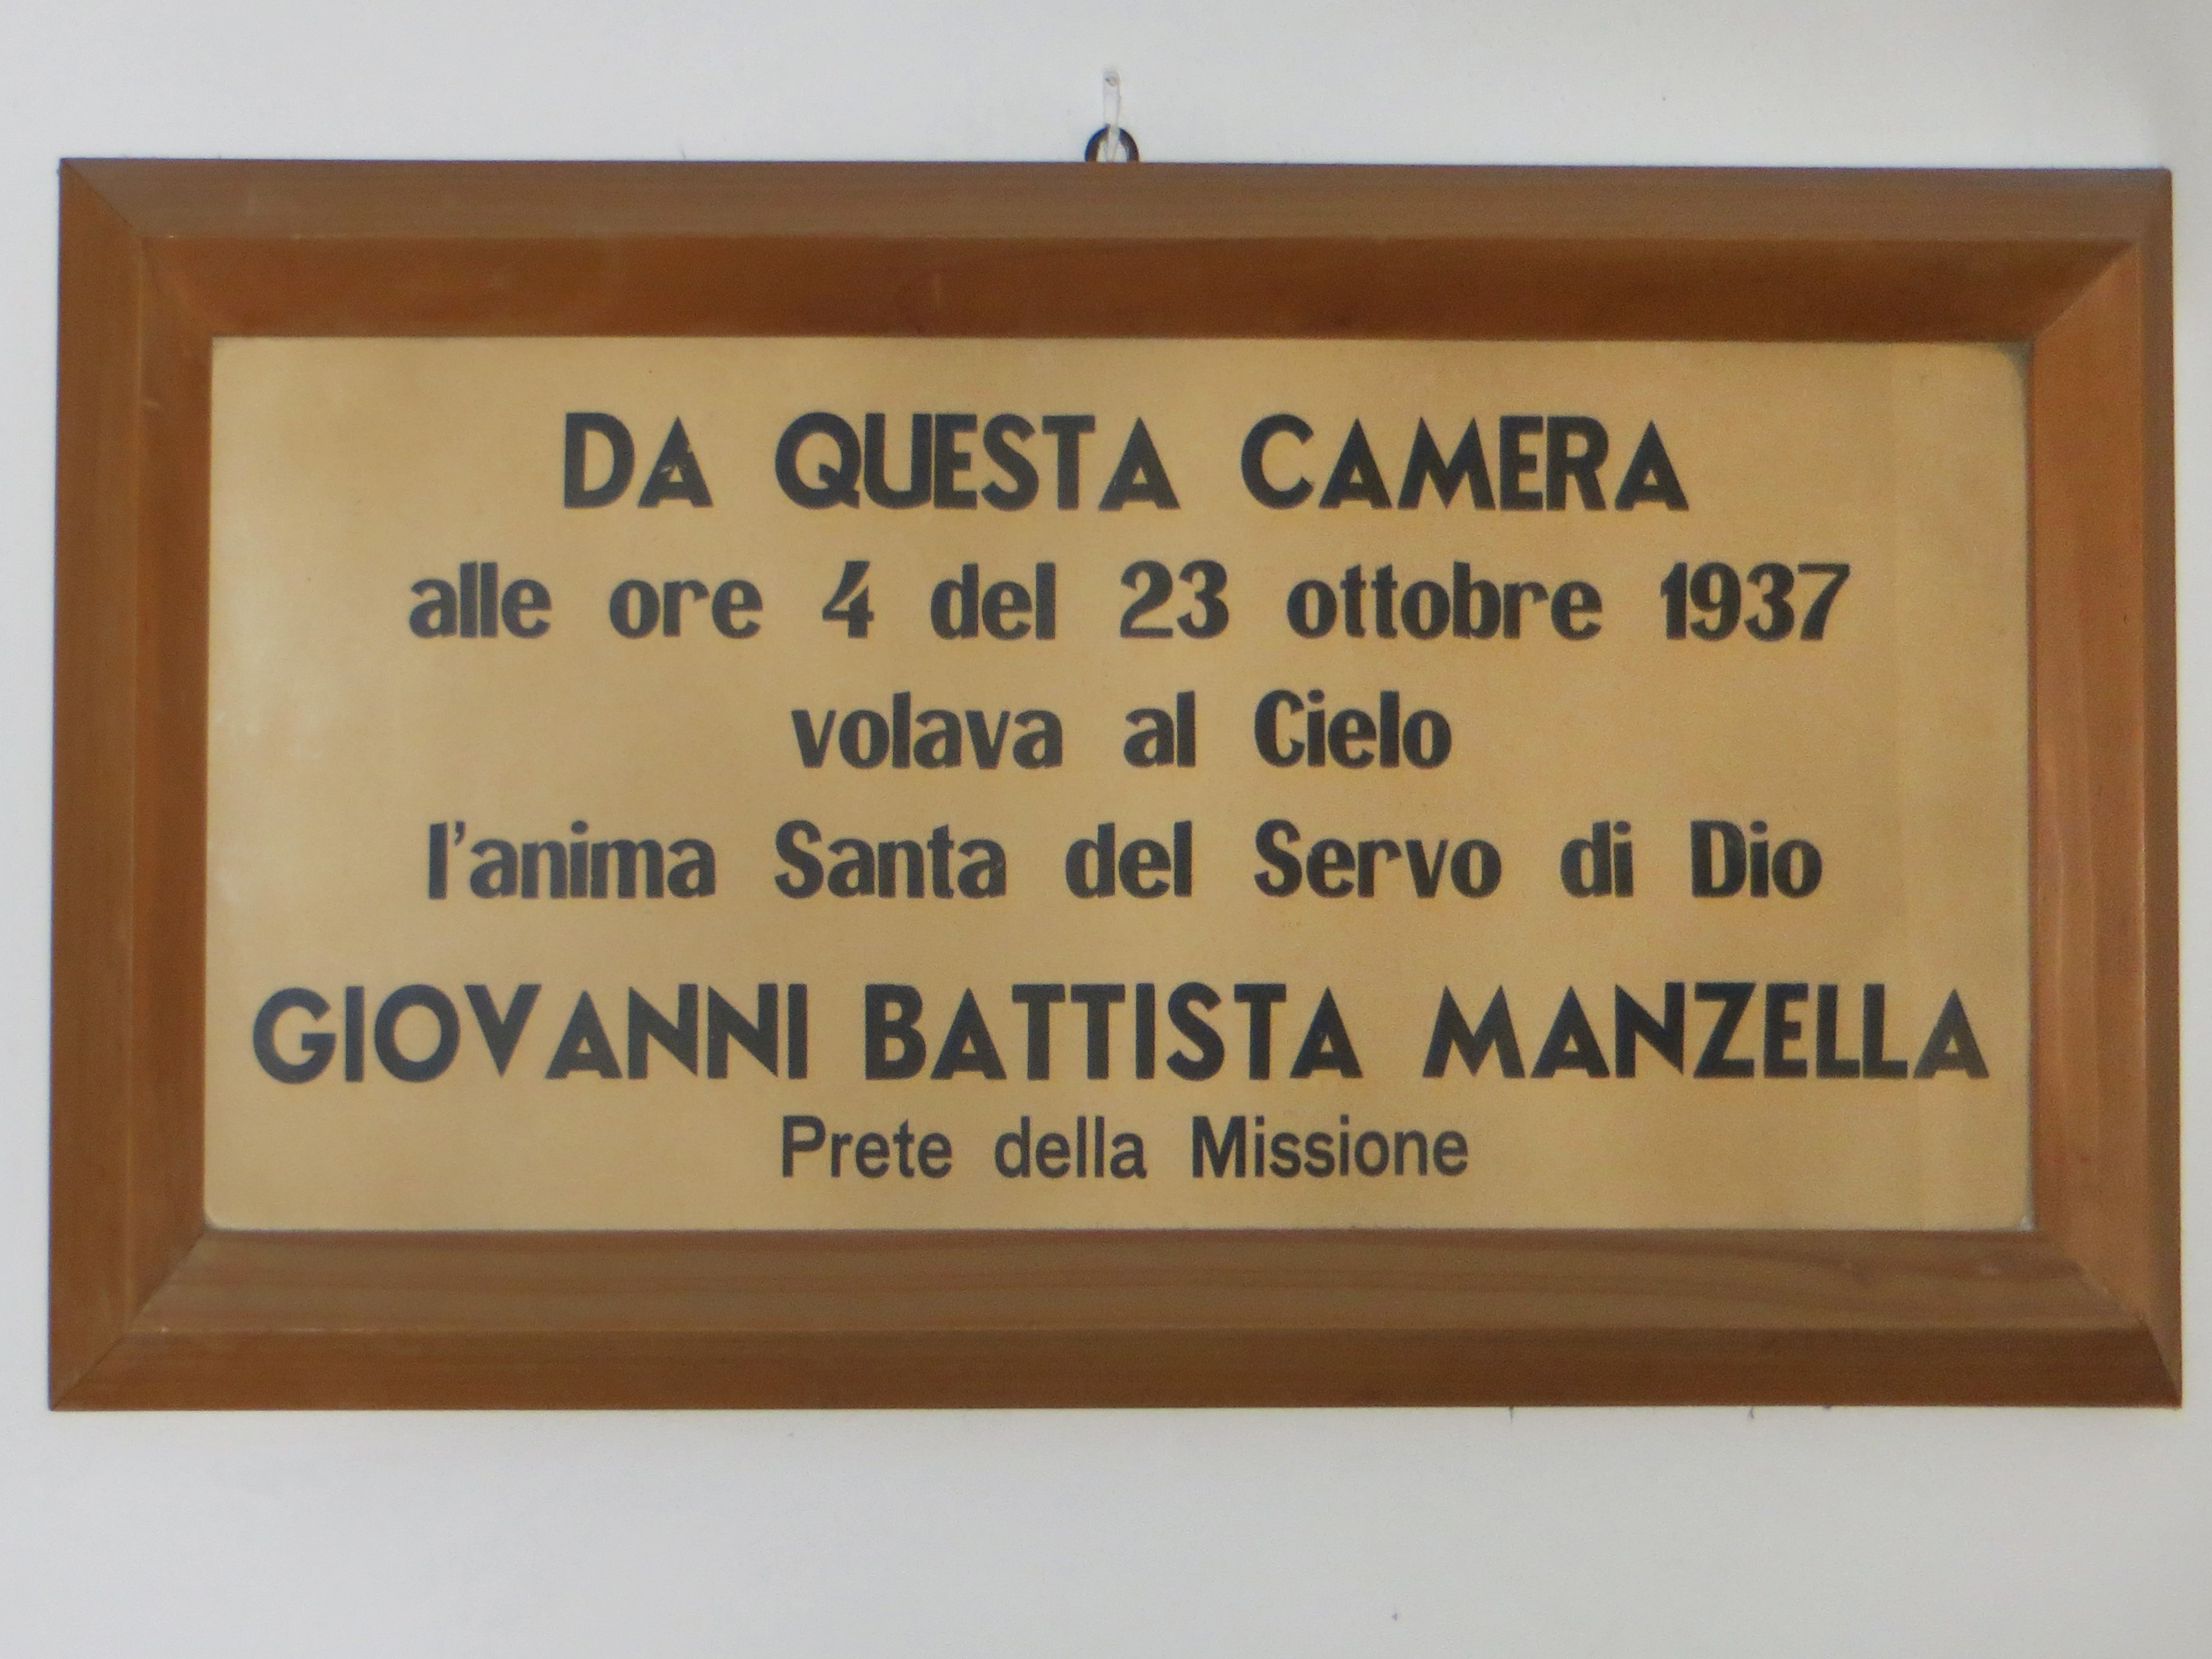 DA QUESTA CAMERA
alle ore 4 del 23 ottobre 1937
volava al Cielo
l'anima Santa del Servo di Dio
GIOVANNI BATTISTA MANZELLA
Prete della Missione